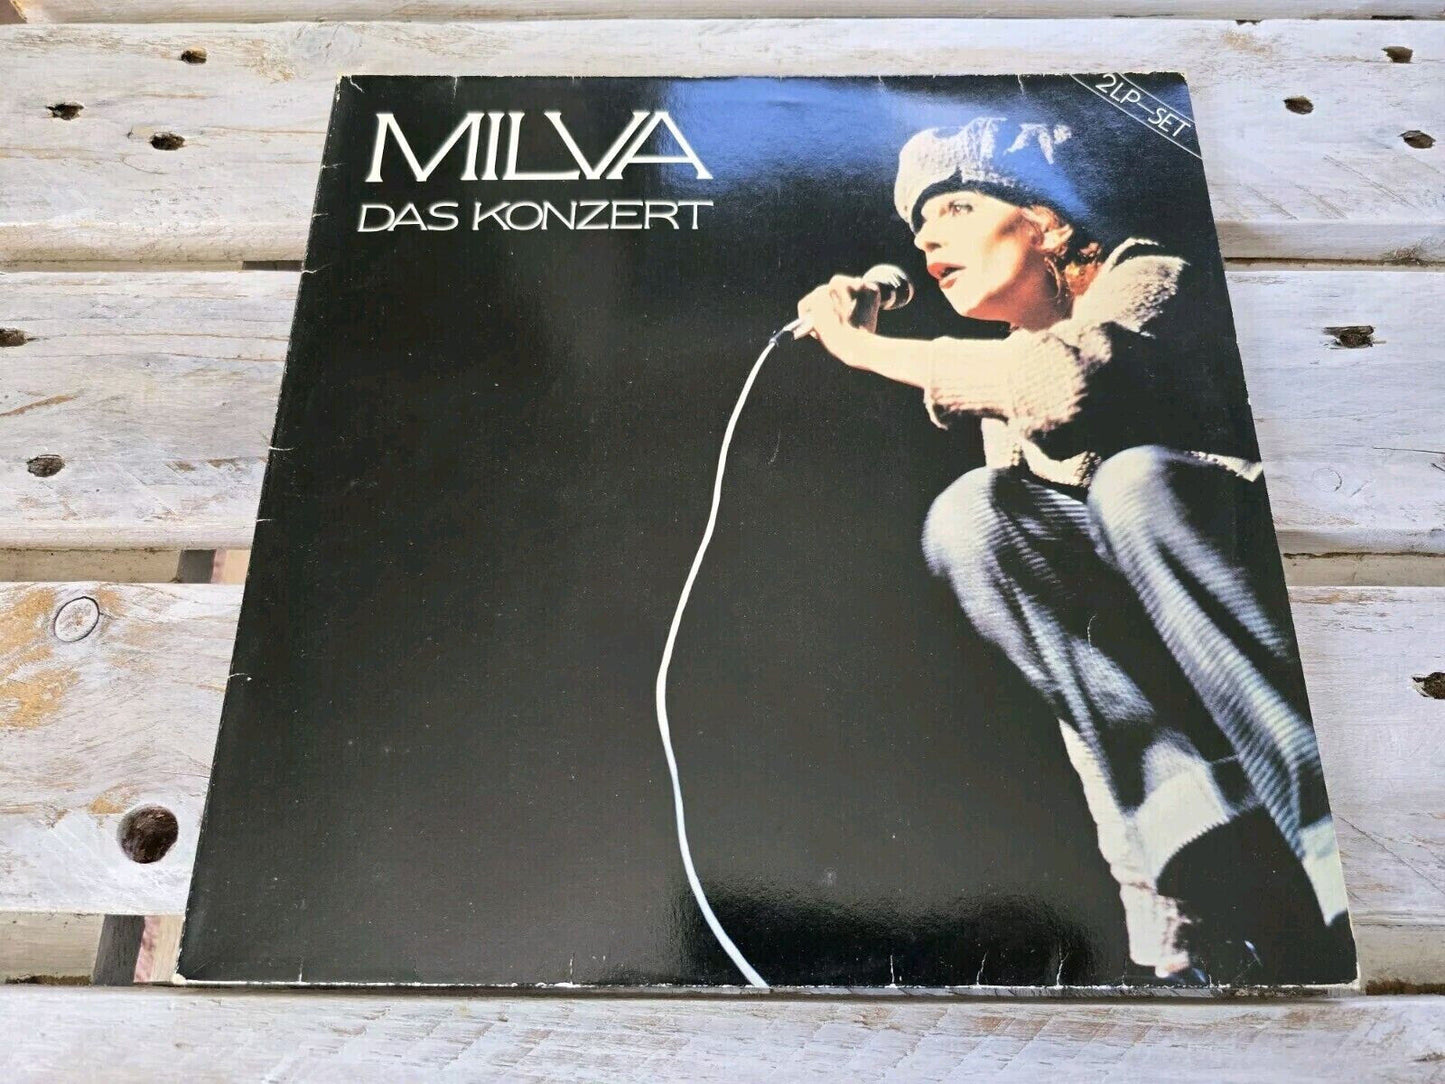 MILVA
DAS KONZERT
2LP-SET